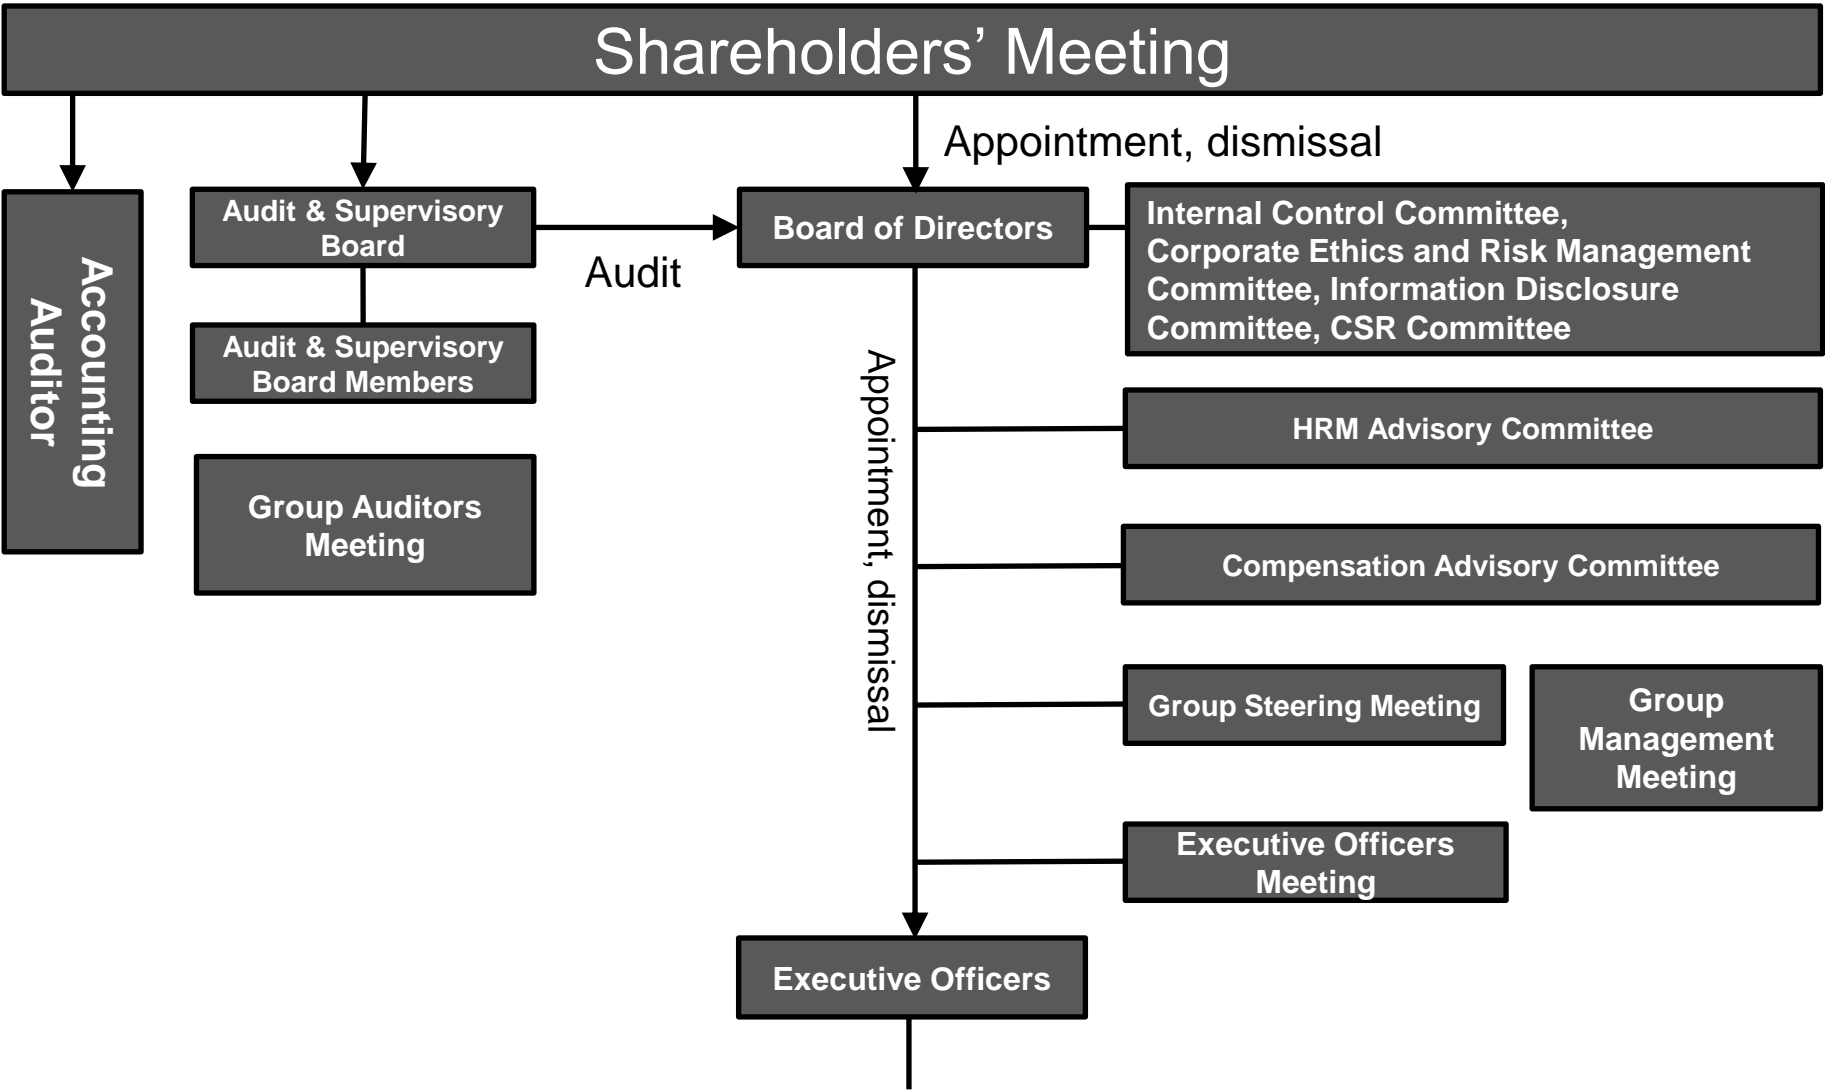 Shareholders’ Meeting
Appointment, dismissal
Accounting
Auditor
Audit & Supervisory
Board
Audit
Board of Directors
Internal Control Committee,
Corporate Ethics and Risk Management
Committee, Information Disclosure
Committee, CSR Committee
Audit & Supervisory
Board Members
Appointment, dismissal
HRM Advisory Committee
Group Auditors
Meeting
Compensation Advisory Committee
Group Steering Meeting
Group
Management
Meeting
Executive Officers
Meeting
Executive Officers